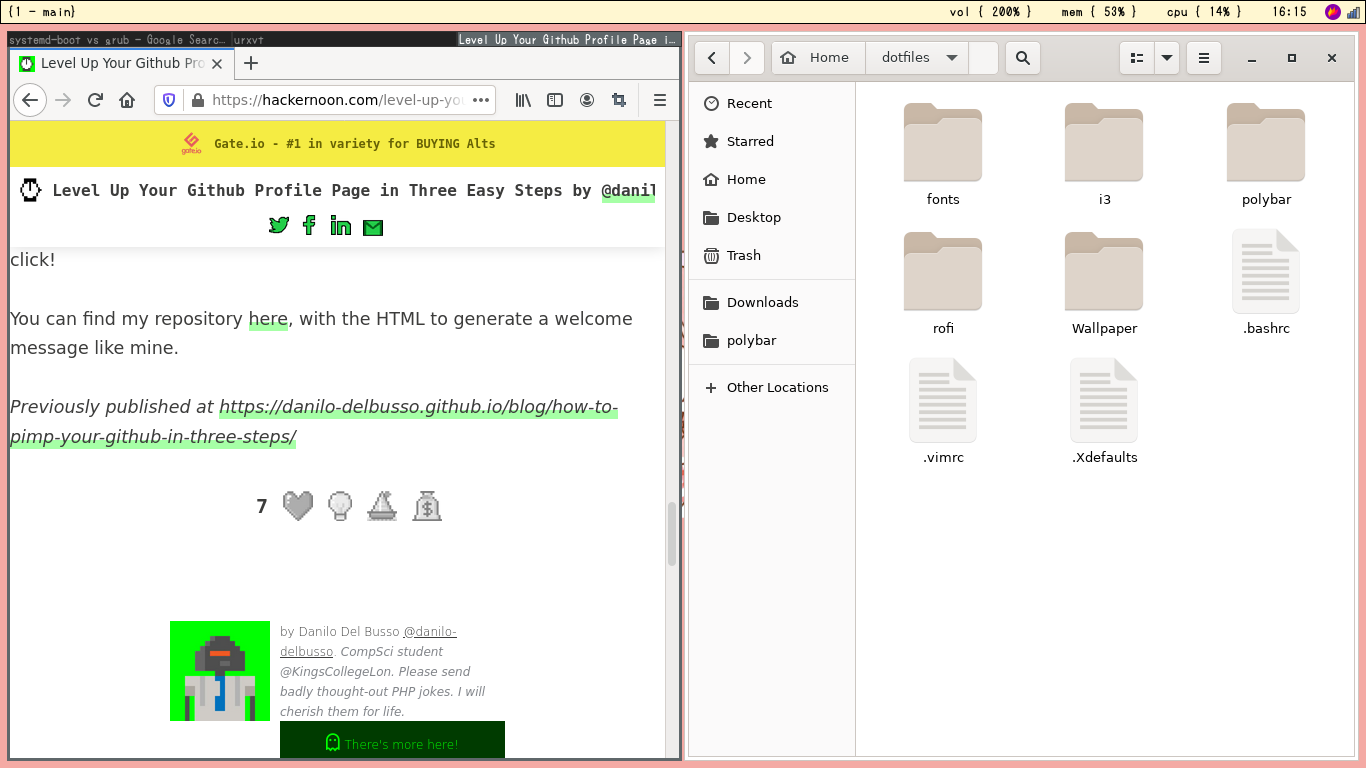 {1 - main}
vol { 200% } mem { 53% } cpu { 14% } 16:15
systemd-boot vs grub - Google Searc… urxvt Level Up Your Github Profile Page i…
Level Up Your Github Pro
https://hackernoon.com/level-up-yo
Gate.io - #1 in variety for BUYING Alts
Level Up Your Github Profile Page in Three Easy Steps by @danil
click!
You can find my repository here, with the HTML to generate a welcome
message like mine.
Previously published at https://danilo-delbusso.github.io/blog/how-to-
pimp-your-github-in-three-steps/
7
by Danilo Del Busso @danilo-
delbusso. CompSci student
@KingsCollegeLon. Please send
badly thought-out PHP jokes. I will
cherish them for life.
There's more here!
Home dotfiles
Recent
Starred
Home
Desktop
Trash
Downloads
polybar
Other Locations
fonts i3 polybar
rofi Wallpaper .bashrc
.vimrc .Xdefaults